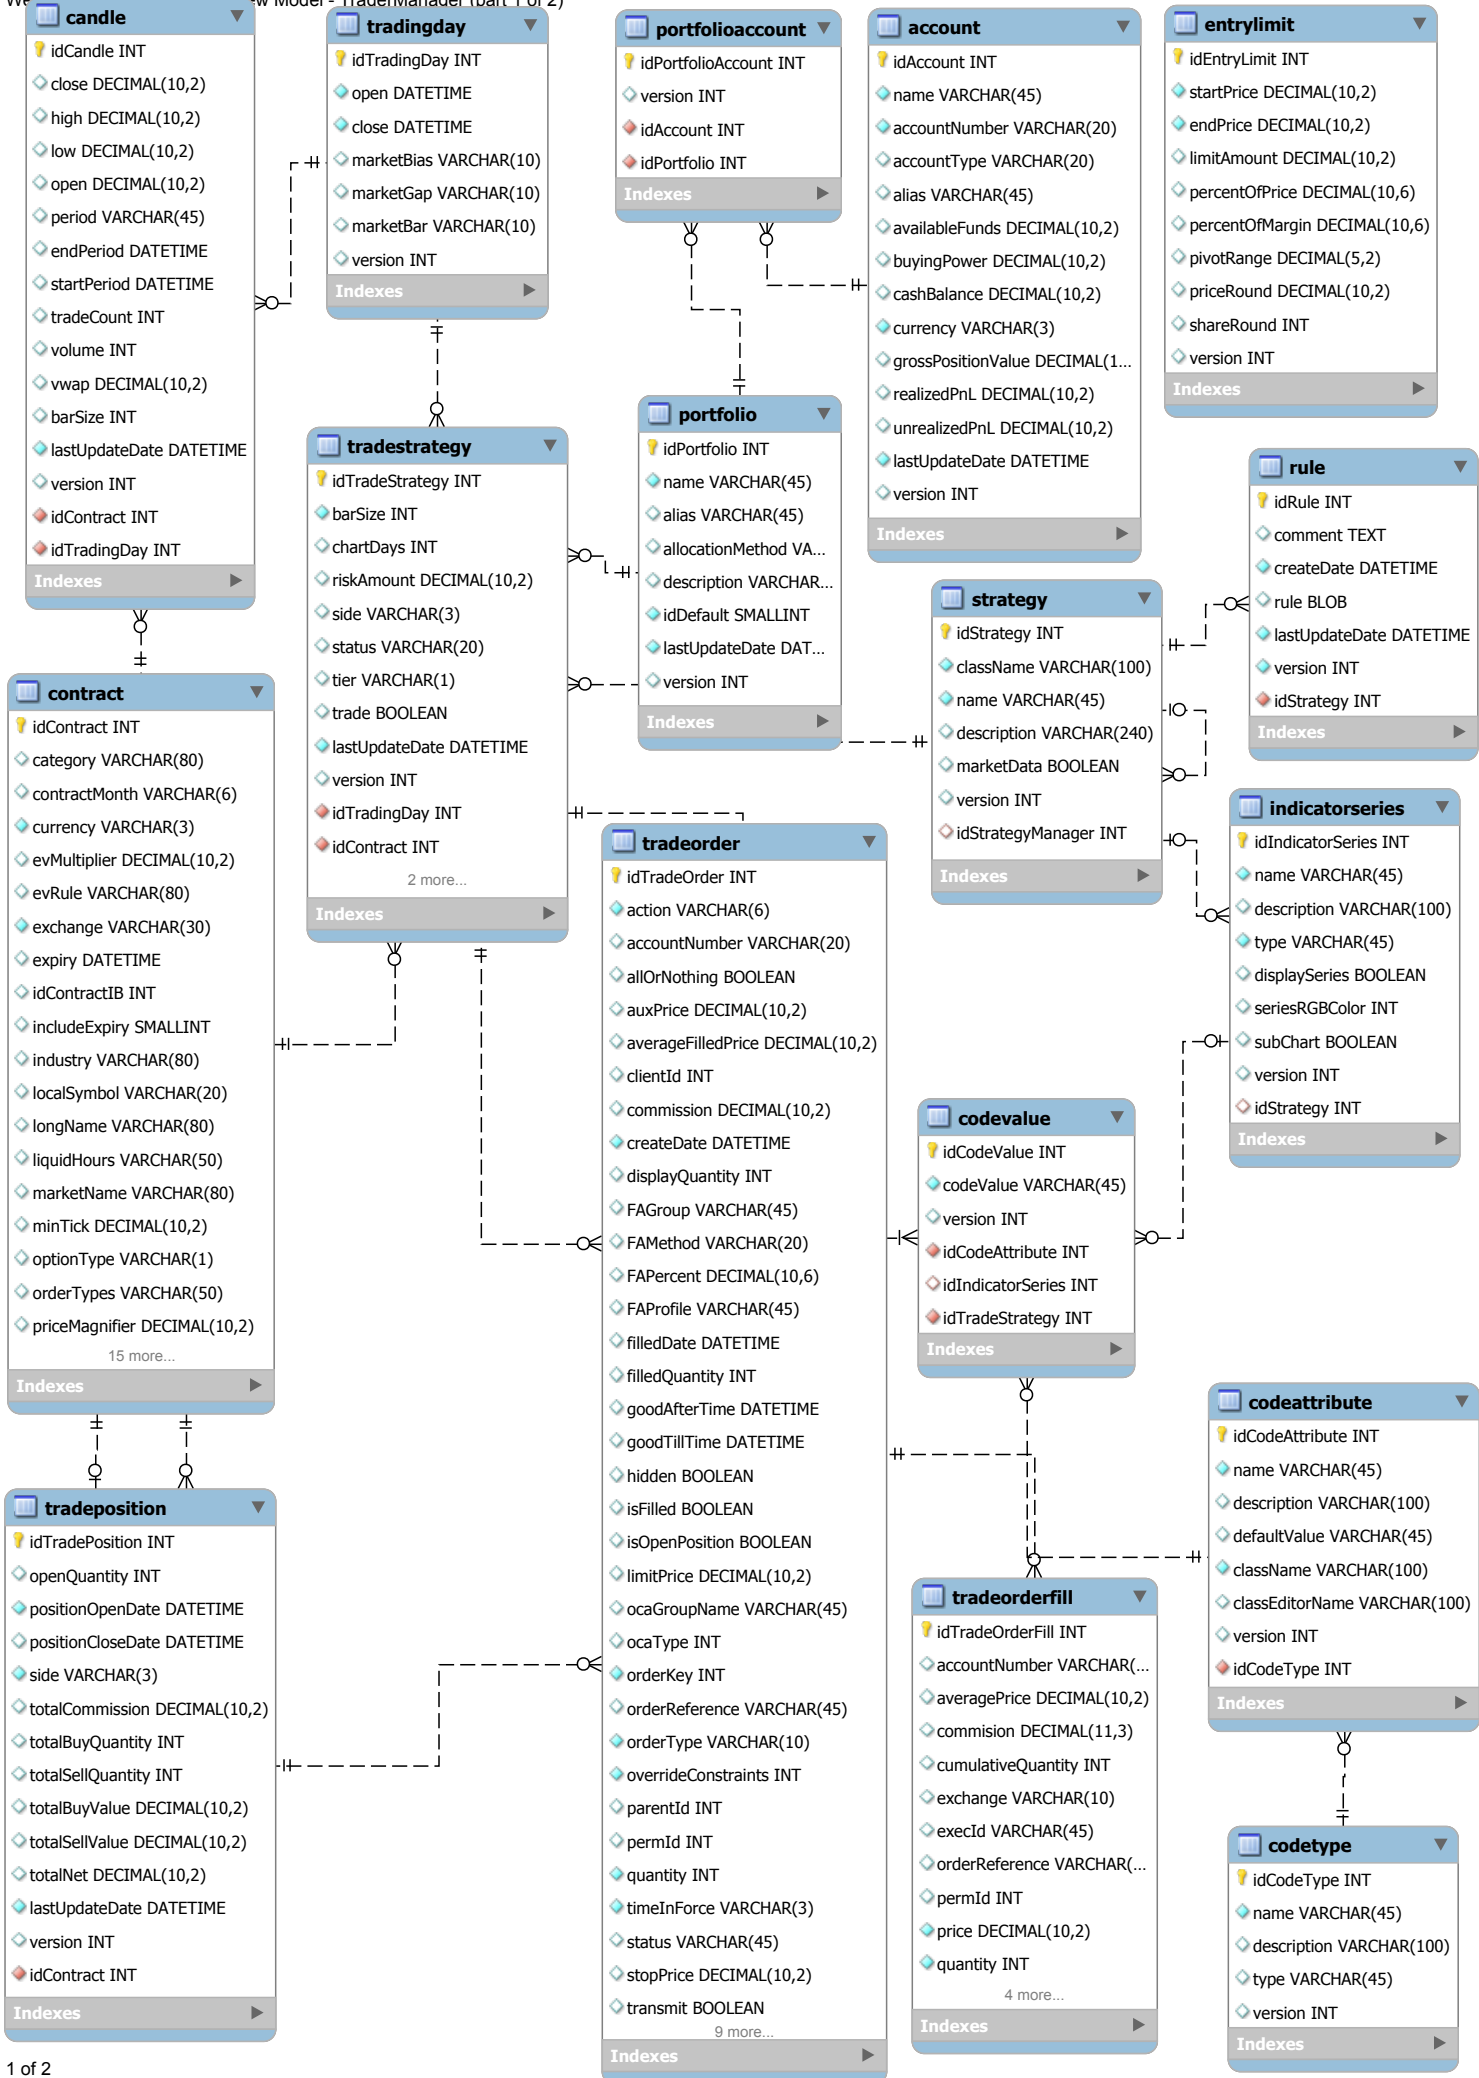 candle
idCandle INT
close DECIMAL(10,2)
high DECIMAL(10,2)
low DECIMAL(10,2)
open DECIMAL(10,2)
period VARCHAR(45)
endPeriod DATETIME
startPeriod DATETIME
tradeCount INT
volume INT
vwap DECIMAL(10,2)
barSize INT
lastUpdateDate DATETIME
version INT
idContract INT
idTradingDay INT
Indexes
tradingday
idTradingDay INT
open DATETIME
close DATETIME
marketBias VARCHAR(10)
marketGap VARCHAR(10)
marketBar VARCHAR(10)
version INT
Indexes
portfolioaccount
idPortfolioAccount INT
version INT
idAccount INT
idPortfolio INT
Indexes
account
idAccount INT
name VARCHAR(45)
accountNumber VARCHAR(20)
accountType VARCHAR(20)
alias VARCHAR(45)
availableFunds DECIMAL(10,2)
buyingPower DECIMAL(10,2)
cashBalance DECIMAL(10,2)
currency VARCHAR(3)
grossPositionValue DECIMAL(1...
realizedPnL DECIMAL(10,2)
unrealizedPnL DECIMAL(10,2)
lastUpdateDate DATETIME
version INT
Indexes
entrylimit
idEntryLimit INT
startPrice DECIMAL(10,2)
endPrice DECIMAL(10,2)
limitAmount DECIMAL(10,2)
percentOfPrice DECIMAL(10,6)
percentOfMargin DECIMAL(10,6)
pivotRange DECIMAL(5,2)
priceRound DECIMAL(10,2)
shareRound INT
version INT
Indexes
tradestrategy
idTradeStrategy INT
barSize INT
chartDays INT
riskAmount DECIMAL(10,2)
side VARCHAR(3)
status VARCHAR(20)
tier VARCHAR(1)
trade BOOLEAN
lastUpdateDate DATETIME
version INT
idTradingDay INT
idContract INT
2 more...
Indexes
portfolio
idPortfolio INT
name VARCHAR(45)
alias VARCHAR(45)
allocationMethod VA...
description VARCHAR...
idDefault SMALLINT
lastUpdateDate DAT...
version INT
Indexes
strategy
idStrategy INT
className VARCHAR(100)
name VARCHAR(45)
description VARCHAR(240)
marketData BOOLEAN
version INT
idStrategyManager INT
Indexes
rule
idRule INT
comment TEXT
createDate DATETIME
rule BLOB
lastUpdateDate DATETIME
version INT
idStrategy INT
Indexes
contract
idContract INT
category VARCHAR(80)
contractMonth VARCHAR(6)
currency VARCHAR(3)
evMultiplier DECIMAL(10,2)
evRule VARCHAR(80)
exchange VARCHAR(30)
expiry DATETIME
idContractIB INT
includeExpiry SMALLINT
industry VARCHAR(80)
localSymbol VARCHAR(20)
longName VARCHAR(80)
liquidHours VARCHAR(50)
marketName VARCHAR(80)
minTick DECIMAL(10,2)
optionType VARCHAR(1)
orderTypes VARCHAR(50)
priceMagnifier DECIMAL(10,2)
15 more...
Indexes
tradeorder
idTradeOrder INT
action VARCHAR(6)
accountNumber VARCHAR(20)
allOrNothing BOOLEAN
auxPrice DECIMAL(10,2)
averageFilledPrice DECIMAL(10,2)
clientId INT
commission DECIMAL(10,2)
createDate DATETIME
displayQuantity INT
FAGroup VARCHAR(45)
FAMethod VARCHAR(20)
FAPercent DECIMAL(10,6)
FAProfile VARCHAR(45)
filledDate DATETIME
filledQuantity INT
goodAfterTime DATETIME
goodTillTime DATETIME
hidden BOOLEAN
isFilled BOOLEAN
isOpenPosition BOOLEAN
limitPrice DECIMAL(10,2)
ocaGroupName VARCHAR(45)
ocaType INT
orderKey INT
orderReference VARCHAR(45)
orderType VARCHAR(10)
overrideConstraints INT
parentId INT
permId INT
quantity INT
timeInForce VARCHAR(3)
status VARCHAR(45)
stopPrice DECIMAL(10,2)
transmit BOOLEAN
9 more...
Indexes
indicatorseries
idIndicatorSeries INT
name VARCHAR(45)
description VARCHAR(100)
type VARCHAR(45)
displaySeries BOOLEAN
seriesRGBColor INT
subChart BOOLEAN
version INT
idStrategy INT
Indexes
codevalue
idCodeValue INT
codeValue VARCHAR(45)
version INT
idCodeAttribute INT
idIndicatorSeries INT
idTradeStrategy INT
Indexes
codeattribute
idCodeAttribute INT
name VARCHAR(45)
description VARCHAR(100)
defaultValue VARCHAR(45)
className VARCHAR(100)
classEditorName VARCHAR(100)
version INT
idCodeType INT
Indexes
tradeposition
idTradePosition INT
openQuantity INT
positionOpenDate DATETIME
positionCloseDate DATETIME
side VARCHAR(3)
totalCommission DECIMAL(10,2)
totalBuyQuantity INT
totalSellQuantity INT
totalBuyValue DECIMAL(10,2)
totalSellValue DECIMAL(10,2)
totalNet DECIMAL(10,2)
lastUpdateDate DATETIME
version INT
idContract INT
Indexes
tradeorderfill
idTradeOrderFill INT
accountNumber VARCHAR(...
averagePrice DECIMAL(10,2)
commision DECIMAL(11,3)
cumulativeQuantity INT
exchange VARCHAR(10)
execId VARCHAR(45)
orderReference VARCHAR(...
permId INT
price DECIMAL(10,2)
quantity INT
4 more...
Indexes
codetype
idCodeType INT
name VARCHAR(45)
description VARCHAR(100)
type VARCHAR(45)
version INT
Indexes
1 of 2